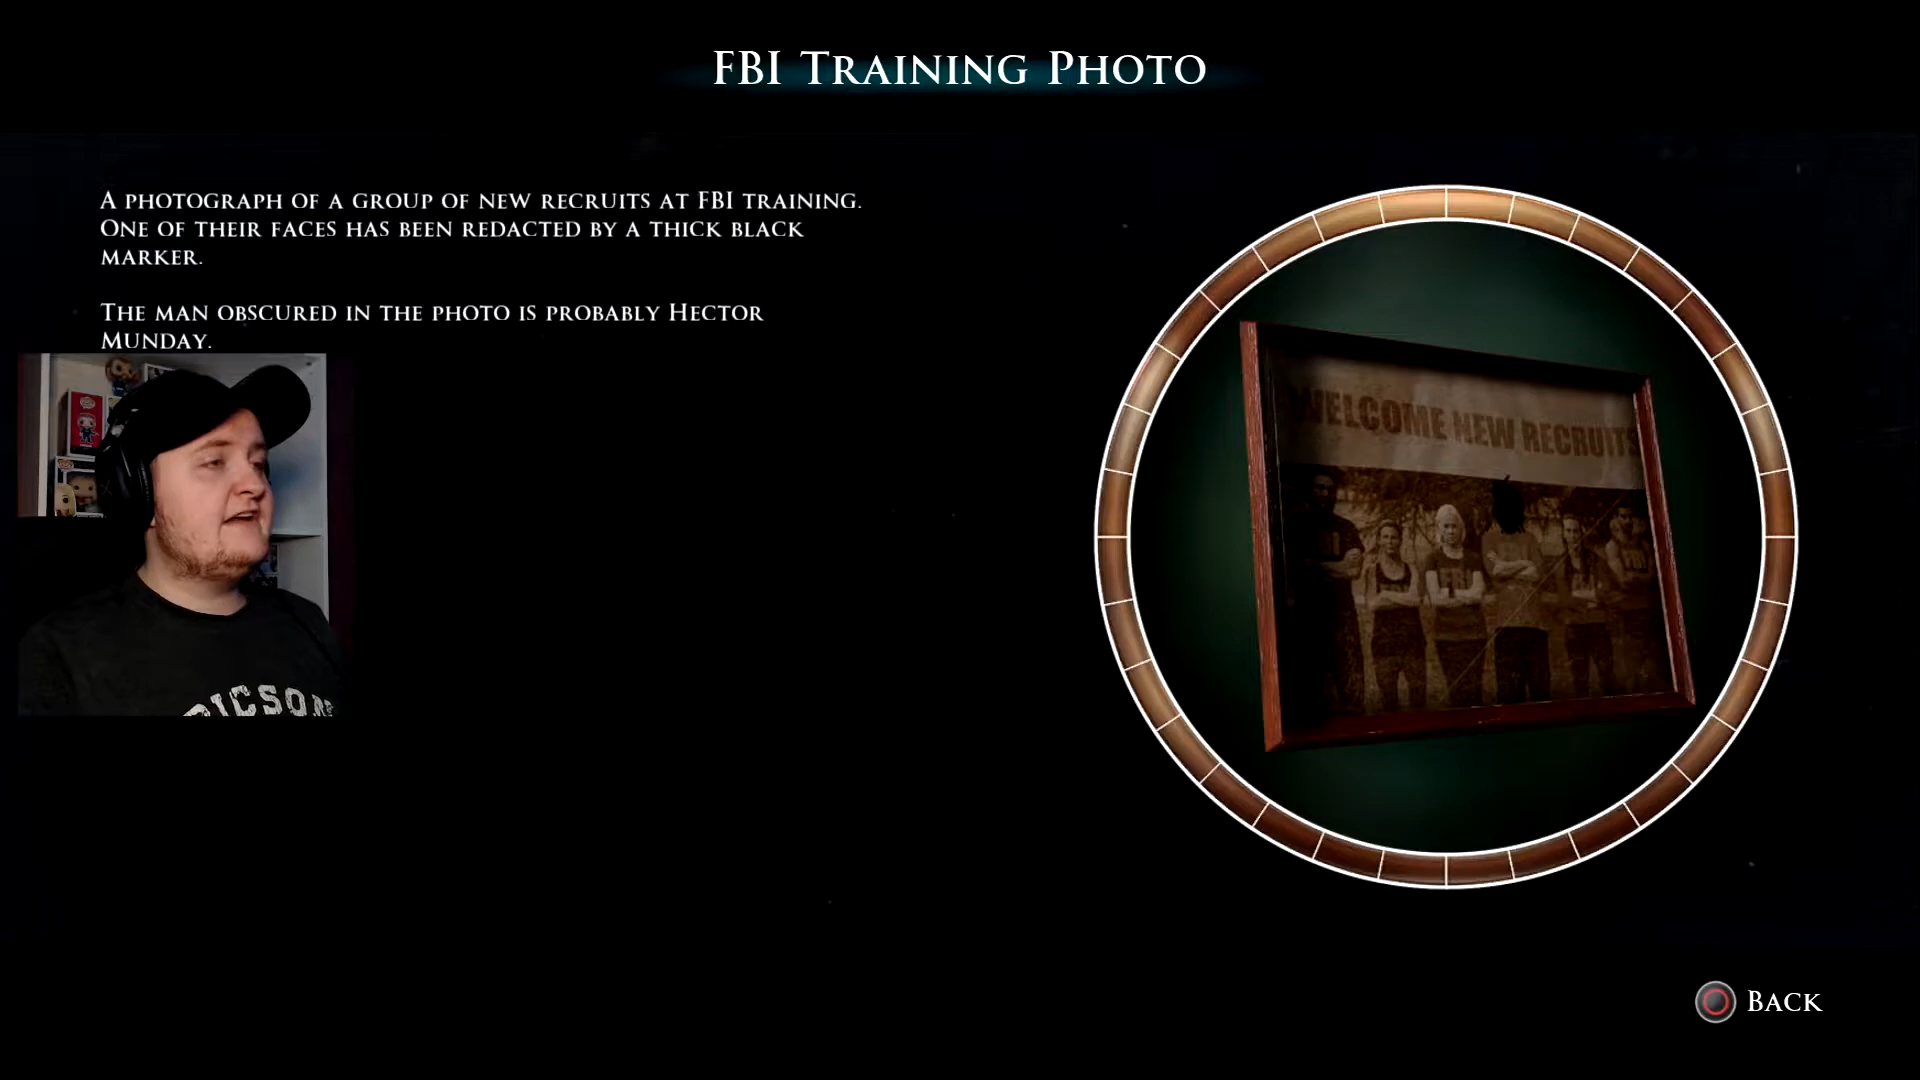 FBI Training Photo
A photograph of a group of new recruits at FBI training.
One of their faces has been redacted by a thick black
marker.
The man obscured in the photo is probably Hector
Munday.
WELCOME NEW RECRUITS
FBI
Back